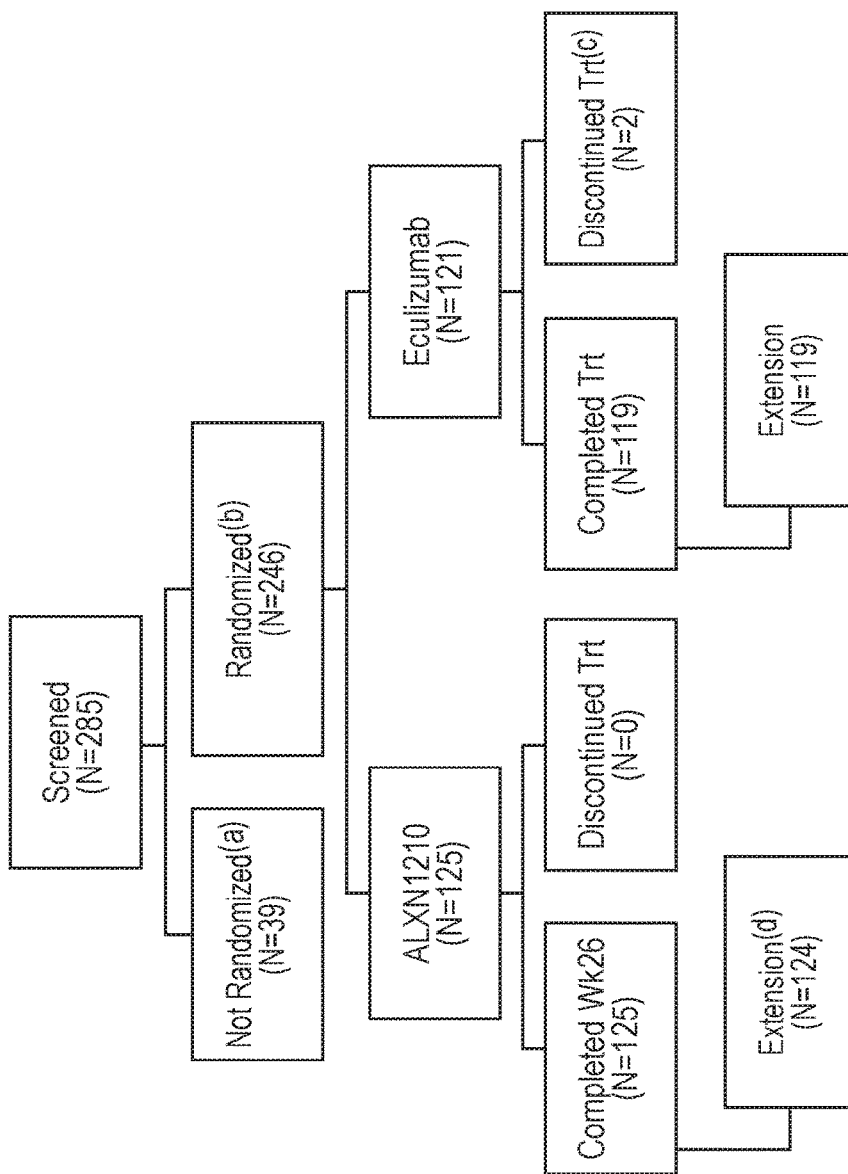 Screened
(N=285)
Not Randomized(a)
(N=39)
Randomized(b)
(N=246)
ALXN1210
(N=125)
Eculizumab
(N=121)
Completed Wk26
(N=125)
Discontinued Trt
(N=0)
Completed Trt
(N=119)
Discontinued Trt(c)
(N=2)
Extension(d)
(N=124)
Extension
(N=119)